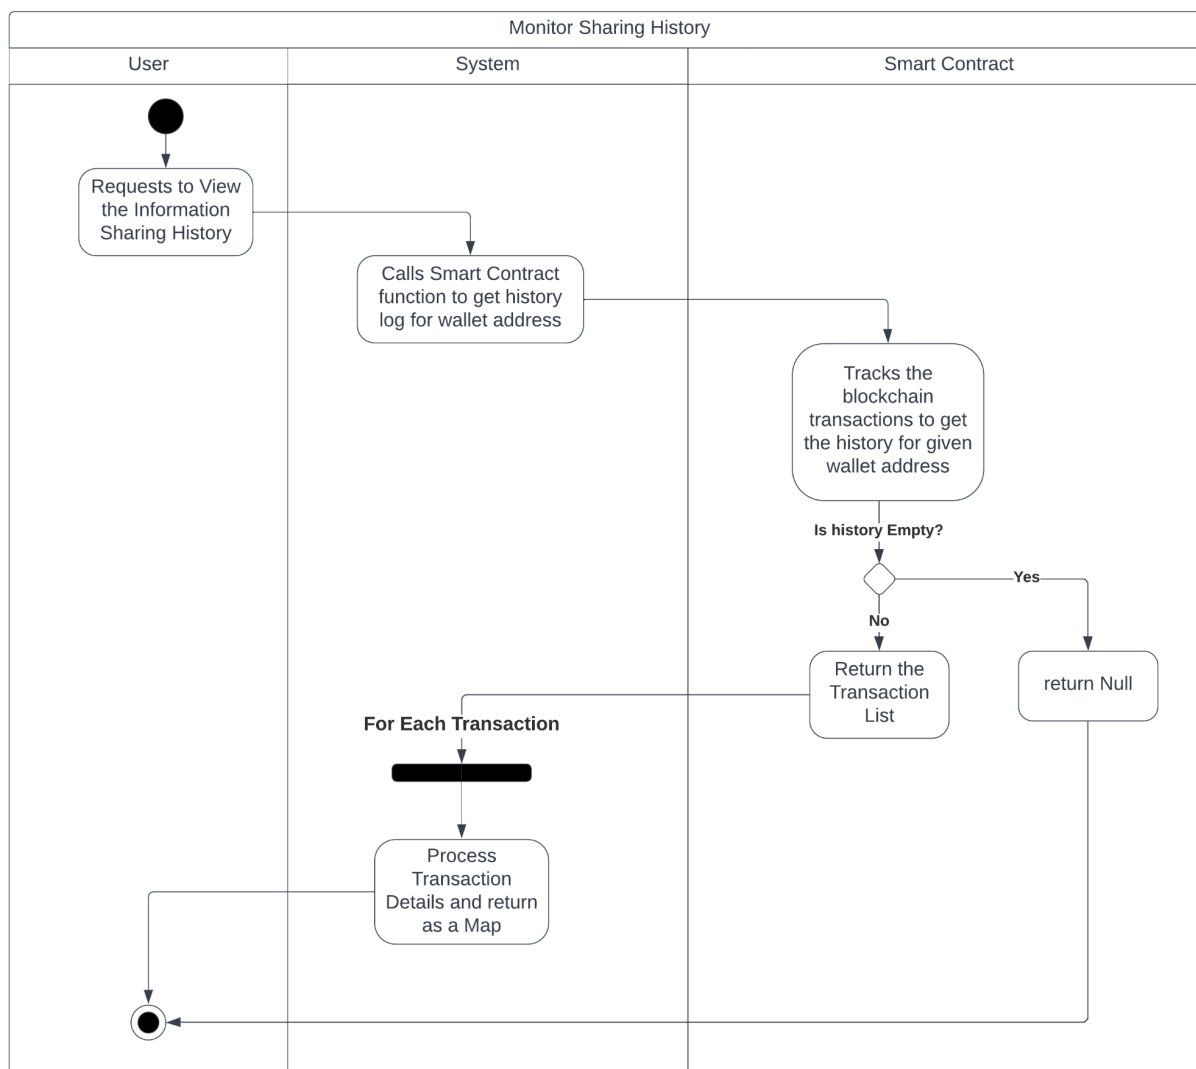 Monitor Sharing History
User
System
Smart Contract
Requests to View
the Information
Sharing History
Calls Smart Contract
function to get history
log for wallet address
Tracks the
blockchain
transactions to get
the history for given
wallet address
Is history Empty?
Yes
No
Return the
Transaction
List
return Null
For Each Transaction
Process
Transaction
Details and return
as a Map